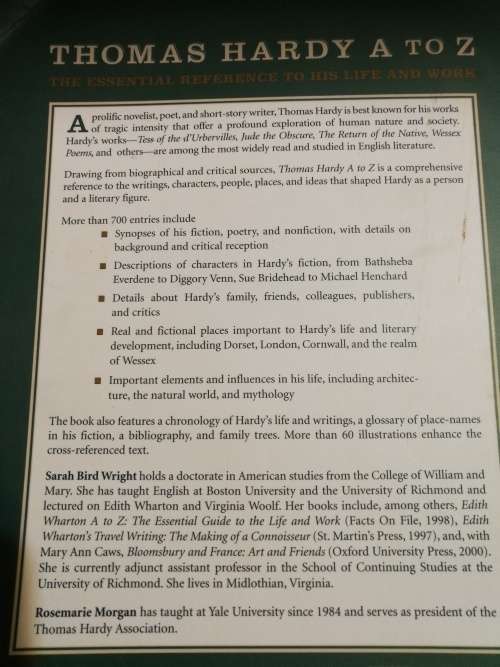 THOMAS HARDY A TO Z
THE ESSENTIAL REFERENCE TO HIS LIFE AND WORK
A prolific novelist, poet, and short-story writer, Thomas Hardy is best known for his works
of tragic intensity that offer a profound exploration of human nature and society.
Hardy's works—Tess of the d'Urbervilles, Jude the Obscure, The Return of the Native, Wessex
Poems, and others—are among the most widely read and studied in English literature.
Drawing from biographical and critical sources, Thomas Hardy A to Z is a comprehensive
reference to the writings, characters, people, places, and ideas that shaped Hardy as a person
and a literary figure.
More than 700 entries include
■ Synopses of his fiction, poetry, and nonfiction, with details on
background and critical reception
■ Descriptions of characters in Hardy's fiction, from Bathsheba
Everdene to Diggory Venn, Sue Bridehead to Michael Henchard
■ Details about Hardy's family, friends, colleagues, publishers,
and critics
■ Real and fictional places important to Hardy's life and literary
development, including Dorset, London, Cornwall, and the realm
of Wessex
■ Important elements and influences in his life, including architec-
ture, the natural world, and mythology
The book also features a chronology of Hardy's life and writings, a glossary of place-names
in his fiction, a bibliography, and family trees. More than 60 illustrations enhance the
cross-referenced text.
Sarah Bird Wright holds a doctorate in American studies from the College of William and
Mary. She has taught English at Boston University and the University of Richmond and
lectured on Edith Wharton and Virginia Woolf. Her books include, among others, Edith
Wharton A to Z: The Essential Guide to the Life and Work (Facts On File, 1998), Edith
Wharton's Travel Writing: The Making of a Connoisseur (St. Martin's Press, 1997), and, with
Mary Ann Caws, Bloomsbury and France: Art and Friends (Oxford University Press, 2000).
She is currently adjunct assistant professor in the School of Continuing Studies at the
University of Richmond. She lives in Midlothian, Virginia.
Rosemarie Morgan has taught at Yale University since 1984 and serves as president of the
Thomas Hardy Association.